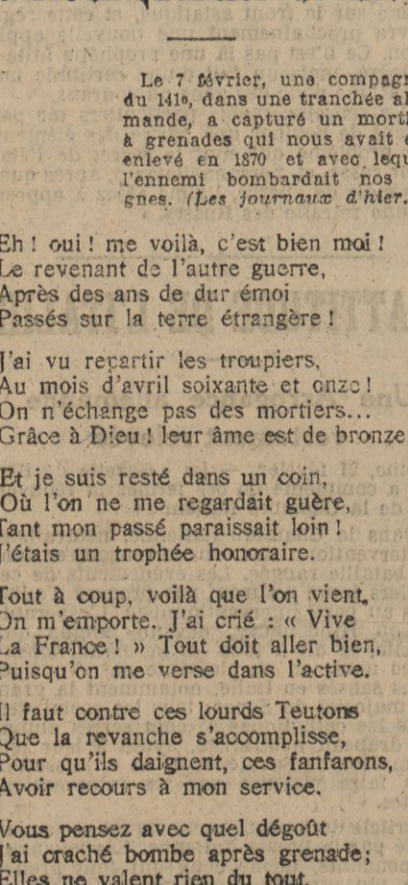 Le 7 février, une compag
du 141e, dans une tranchée al
mande, a capturé un mort
à grenades qui nous avait é
enlevé en 1870 et avec lequ
l'ennemi bombardait nos
gnes. (Les journaux d'hier.
Eh ! oui ! me voilà, c'est bien moi !
Le revenant de l'autre guerre,
Après des ans de dur émoi
Passés sur la terre étrangère !
J'ai vu repartir les troupiers,
Au mois d'avril soixante et onze !
On n'échange pas des mortiers...
Grâce à Dieu ! leur âme est de bronze
Et je suis resté dans un coin,
Où l'on ne me regardait guère,
Tant mon passé paraissait loin !
J'étais un trophée honoraire.
Tout à coup, voilà que l'on vient,
On m'emporte. J'ai crié : « Vive
La France ! » Tout doit aller bien,
Puisqu'on me verse dans l'active.
Il faut contre ces lourds Teutons
Que la revanche s'accomplisse,
Pour qu'ils daignent, ces fanfarons,
Avoir recours à mon service.
Vous pensez avec quel dégoût
J'ai craché bombe après grenade;
Elles ne valent rien du tout,